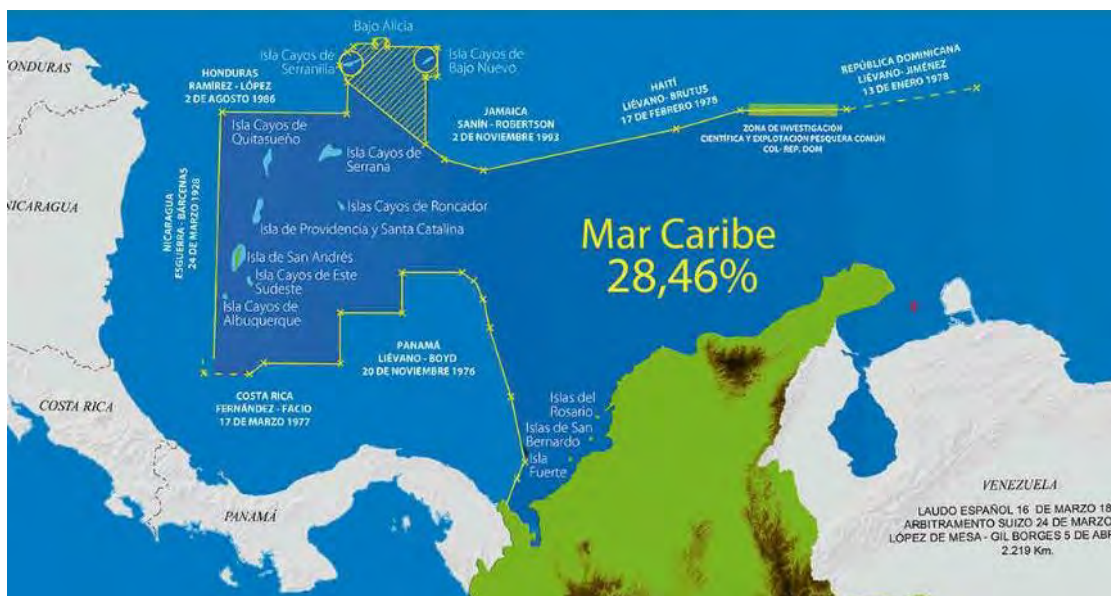 Bajo Alicia
Isla Cayos de
Serranilla
Isla Cayos de
Bajo Nuevo
HONDURAS
HONDURAS
RAMÍREZ - LÓPEZ
2 DE AGOSTO 1986
JAMAICA
SANÍN - ROBERTSON
2 DE NOVIEMBRE 1993
HAITÍ
LIÉVANO - BRUTUS
17 DE FEBRERO 1978
REPÚBLICA DOMINICANA
LIÉVANO- JIMÉNEZ
13 DE ENERO 1978
ZONA DE INVESTIGACIÓN
CIENTÍFICA Y EXPLOTACIÓN PESQUERA COMÚN
COL- REP. DOM
Isla Cayos de
Quitasueño
Isla Cayos de
Serrana
NICARAGUA
NICARAGUA
ESGUERRA - BÁRCENAS
24 DE MARZO 1928
Islas Cayos de Roncador
Isla de Providencia y Santa Catalina
Isla de San Andrés
Isla Cayos de Este
Sudeste
Isla Cayos de
Albuquerque
Mar Caribe
28,46%
PANAMÁ
LIÉVANO - BOYD
20 DE NOVIEMBRE 1976
COSTA RICA
FERNÁNDEZ - FACIO
17 DE MARZO 1977
COSTA RICA
Islas del
Rosario
Islas de San
Bernardo
Isla
Fuerte
PANAMÁ
VENEZUELA
LAUDO ESPAÑOL 16 DE MARZO 18
ARBITRAMENTO SUIZO 24 DE MARZO
LÓPEZ DE MESA - GIL BORGES 5 DE ABR
2.219 Km.